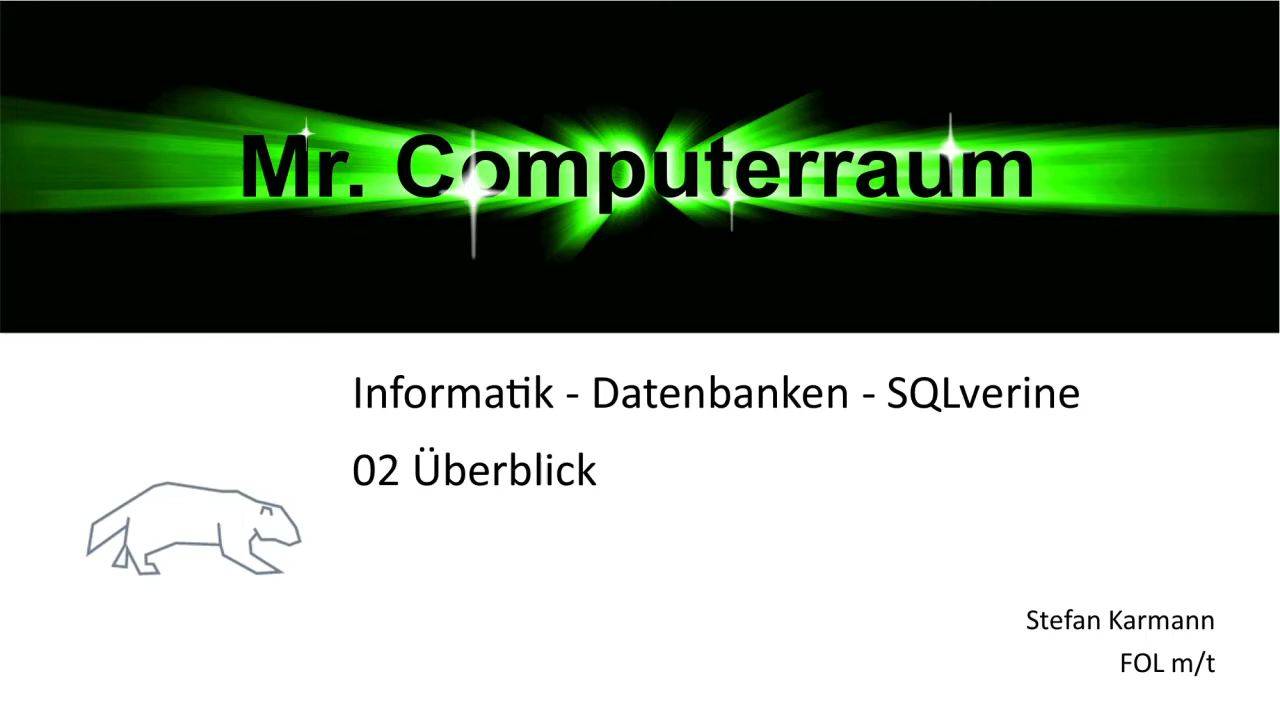 Mr. Computerraum
Informatik - Datenbanken - SQLverine
02 Überblick
Stefan Karmann
FOL m/t